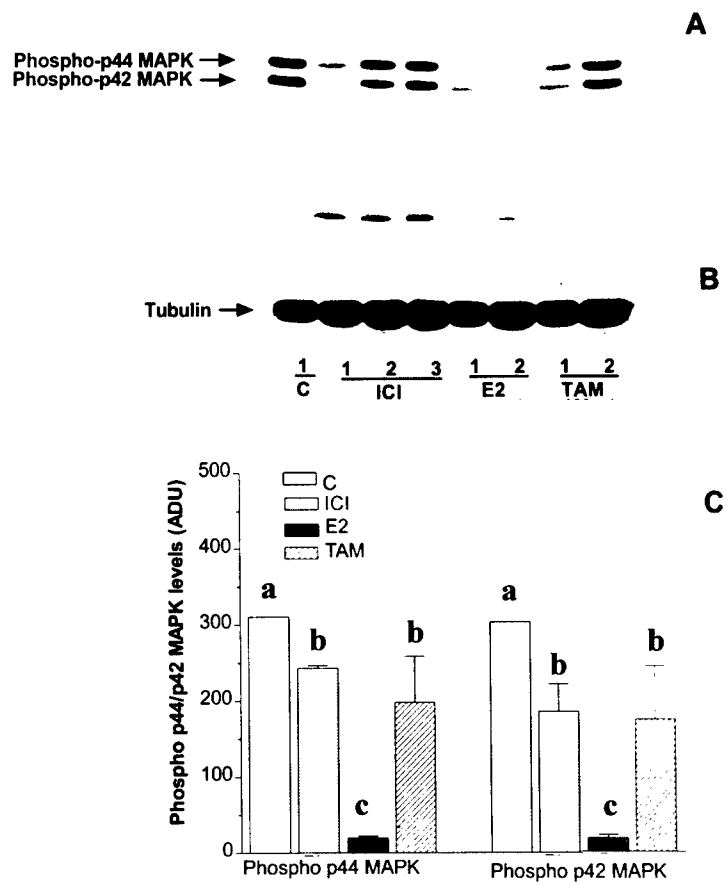 A
Phospho-p44 MAPK
Phospho-p42 MAPK
B
Tubulin
1 1 2 3 1 2 1 2
C ICI E2 TAM
C
Phospho p44/p42 MAPK levels (ADU)
500
400
300
200
100
0
C
ICI
E2
TAM
a b c b
a b c b
Phospho p44 MAPK
Phospho p42 MAPK